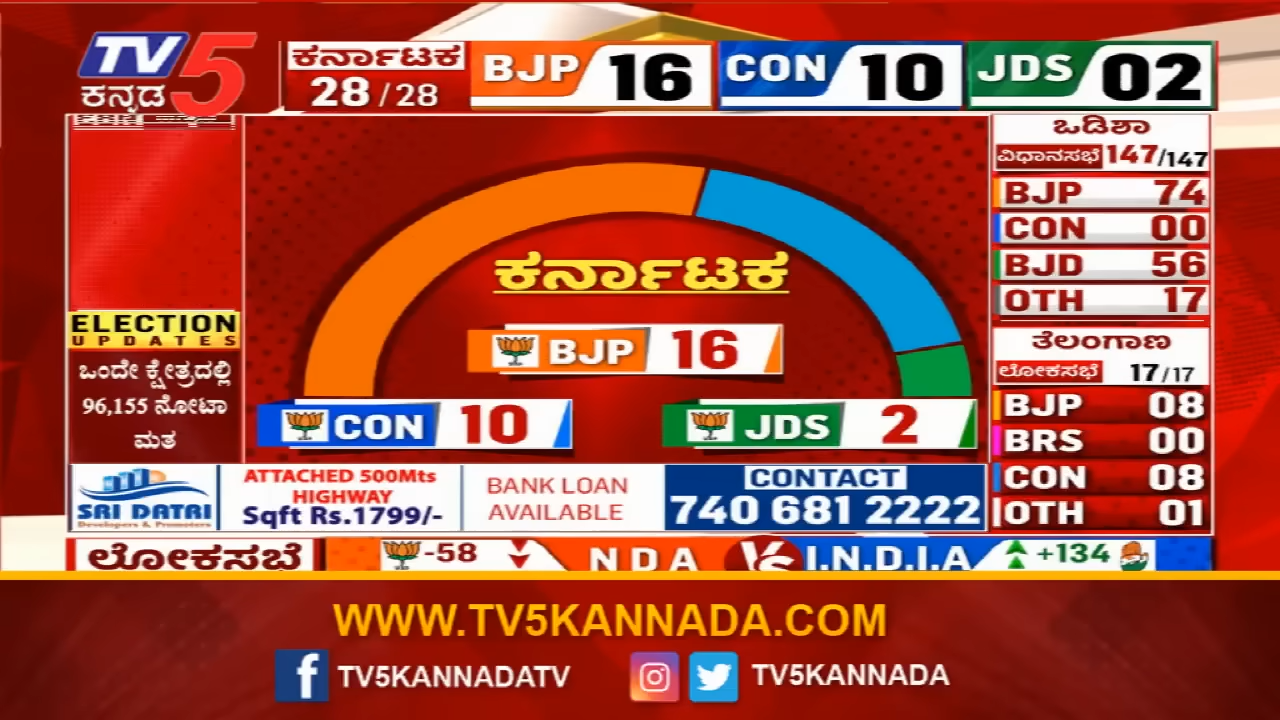 TV5
ಕನ್ನಡ
ಕರ್ನಾಟಕ
28 / 28
BJP 16
CON 10
JDS 02
ಒಡಿಶಾ
ವಿಧಾನಸಭೆ 147/147
BJP 74
CON 00
BJD 56
OTH 17
ತೆಲಂಗಾಣ
ಲೋಕಸಭೆ 17/17
BJP 08
BRS 00
CON 08
OTH 01
ಕರ್ನಾಟಕ
BJP 16
CON 10
JDS 2
ELECTION
UPDATES
ಒಂದೇ ಕ್ಷೇತ್ರದಲ್ಲಿ
96,155 ನೋಟಾ
ಮತ
SRI DATRI
Developers & Promoters
ATTACHED 500Mts
HIGHWAY
Sqft Rs.1799/-
BANK LOAN
AVAILABLE
CONTACT
740 681 2222
ಲೋಕಸಭೆ
-58 NDA VS I.N.D.I.A +134
WWW.TV5KANNADA.COM
TV5KANNADATV
TV5KANNADA